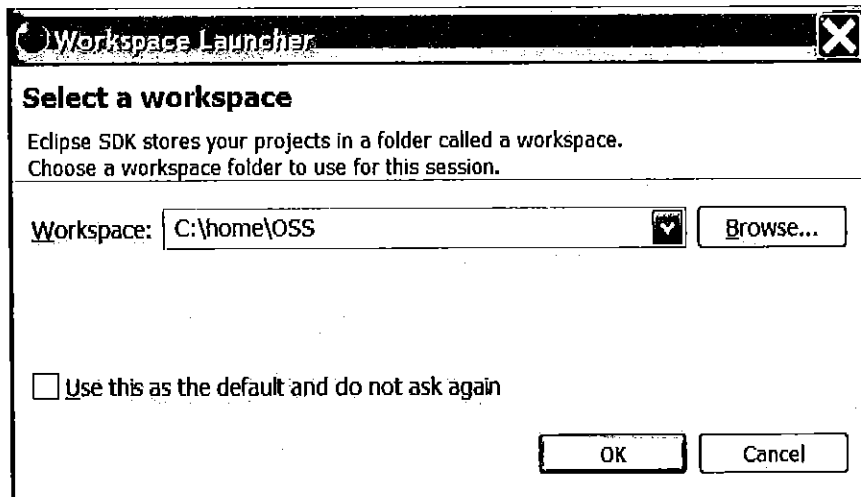 Workspace Launcher
Select a workspace
Eclipse SDK stores your projects in a folder called a workspace.
Choose a workspace folder to use for this session.
Workspace: C:\home\OSS Browse...
Use this as the default and do not ask again
OK Cancel